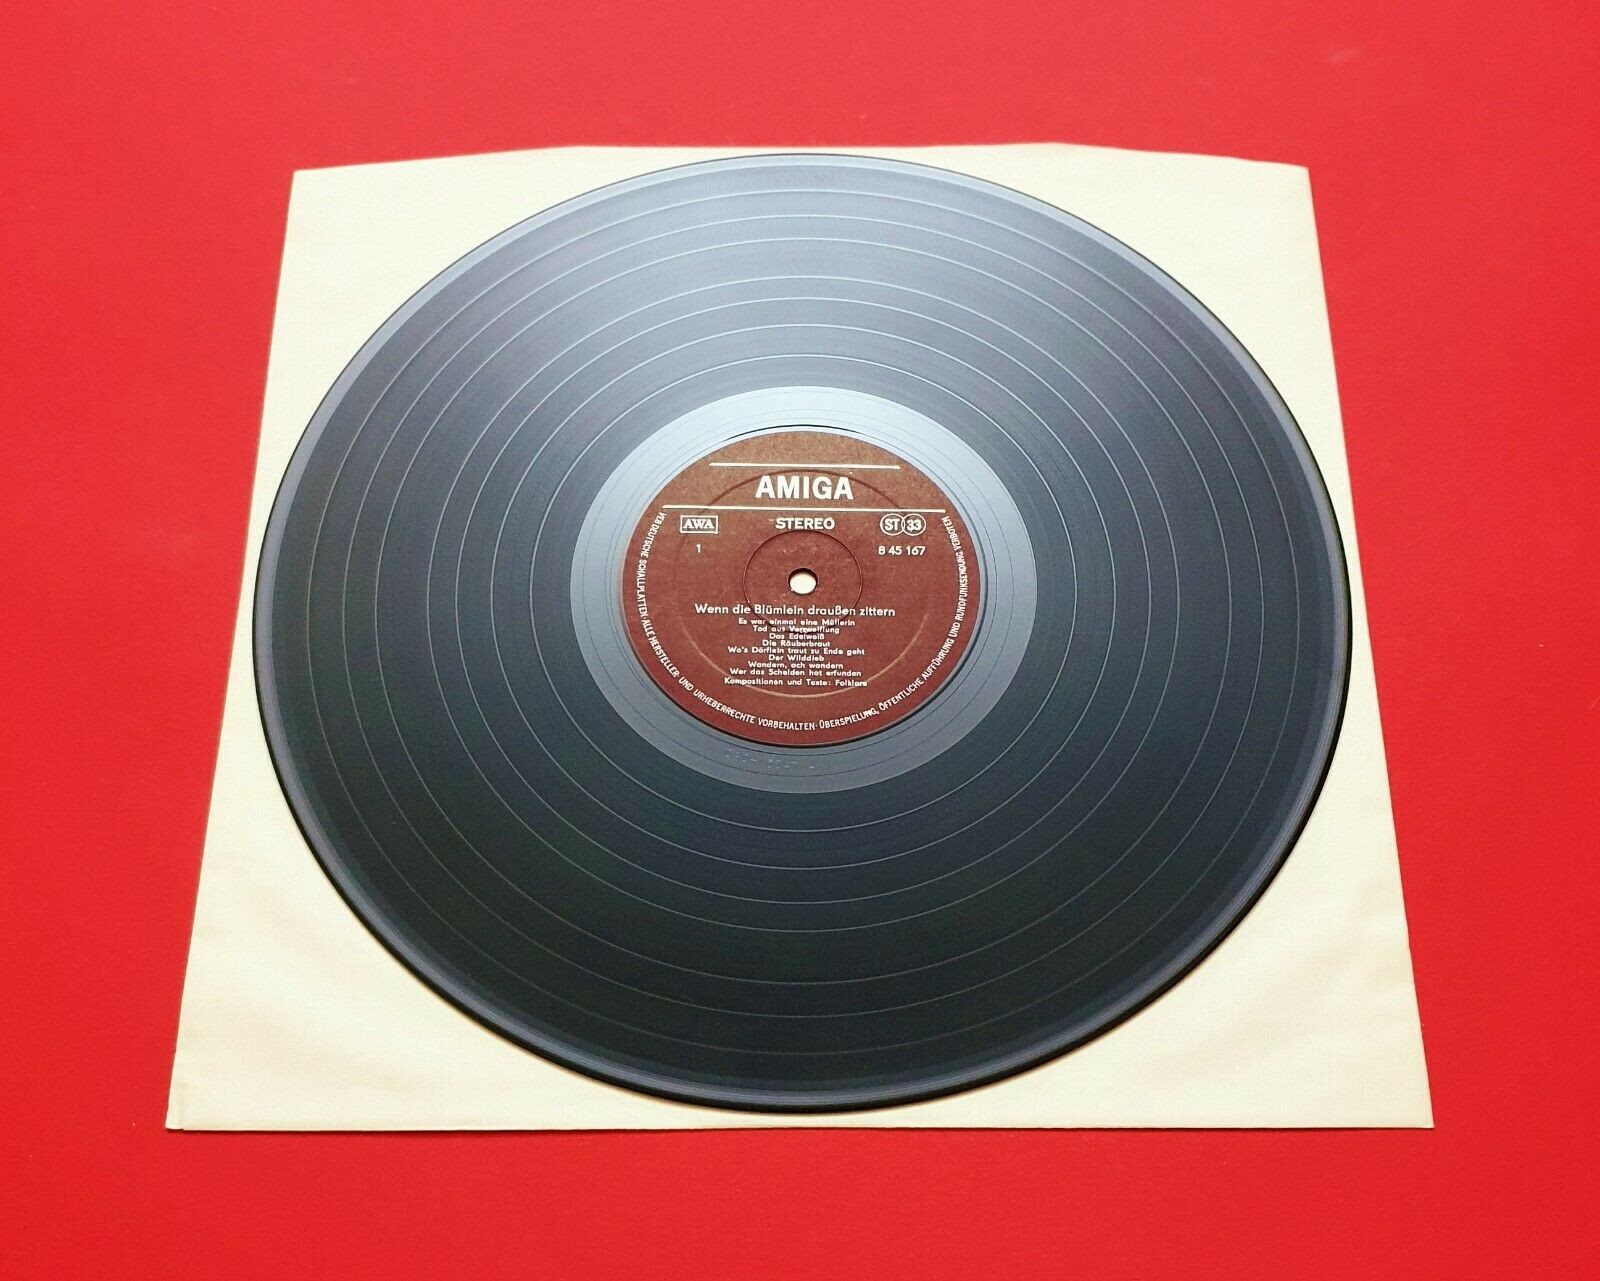 AMIGA
AWA
STEREO
ST 33
1
8 45 167
Wenn die Blümlein draußen zittern
Es war einmal eine Müllerin
Tod aus Verzweiflung
Das Edelweiß
Die Räuberbraut
Wo's Dörflein traut zu Ende geht
Der Wilddieb
Wandern, ach wandern
Wer das Scheiden hat erfunden
Kompositionen und Texte: Folklore
VEB DEUTSCHE SCHALLPLATTEN · ALLE HERSTELLER- UND URHEBERRECHTE VORBEHALTEN · ÜBERSPIELUNG, ÖFFENTLICHE AUFFÜHRUNG UND RUNDFUNKSENDUNG VERBOTEN